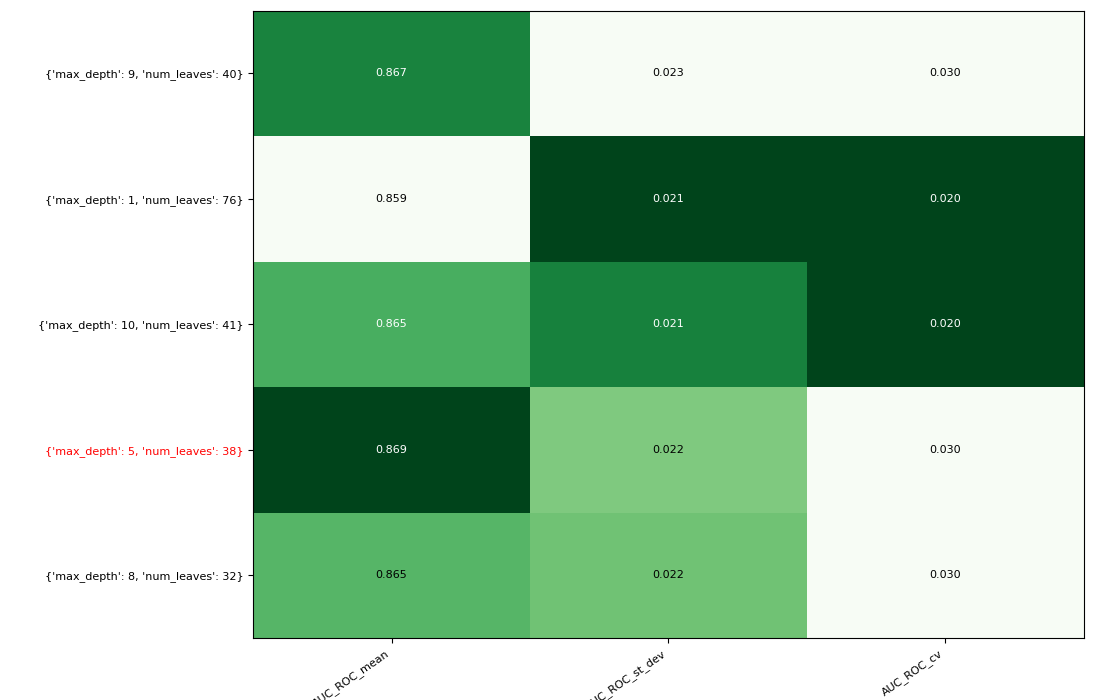 {'max_depth': 9, 'num_leaves': 40} 0.867 0.023 0.030
{'max_depth': 1, 'num_leaves': 76} 0.859 0.021 0.020
{'max_depth': 10, 'num_leaves': 41} 0.865 0.021 0.020
{'max_depth': 5, 'num_leaves': 38} 0.869 0.022 0.030
{'max_depth': 8, 'num_leaves': 32} 0.865 0.022 0.030
UC_ROC_mean UC_ROC_st_dev AUC_ROC_cv